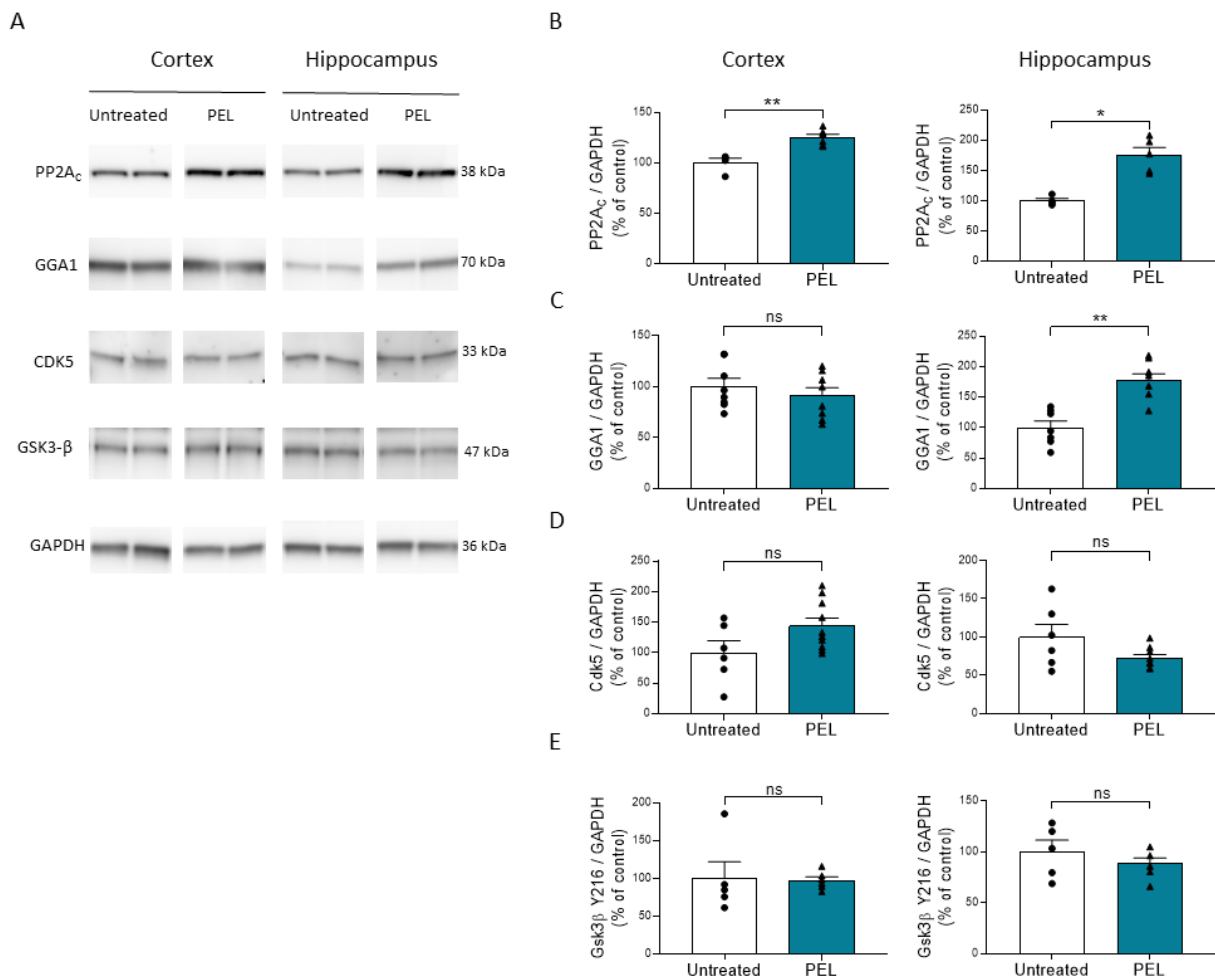 A
Cortex
Hippocampus
Untreated
PEL
Untreated
PEL
PP2Ac
38 kDa
GGA1
70 kDa
CDK5
33 kDa
GSK3-β
47 kDa
GAPDH
36 kDa
B
Cortex
PP2Ac / GAPDH
(% of control)
150
100
50
0
**
Untreated
PEL
Hippocampus
PP2Ac / GAPDH
(% of control)
250
200
150
100
50
0
*
Untreated
PEL
C
GGA1 / GAPDH
(% of control)
150
100
50
0
ns
Untreated
PEL
GGA1 / GAPDH
(% of control)
250
200
150
100
50
0
**
Untreated
PEL
D
Cdk5 / GAPDH
(% of control)
250
200
150
100
50
0
ns
Untreated
PEL
Cdk5 / GAPDH
(% of control)
200
150
100
50
0
ns
Untreated
PEL
E
Gsk3β Y216 / GAPDH
(% of control)
200
150
100
50
0
ns
Untreated
PEL
Gsk3β Y216 / GAPDH
(% of control)
150
100
50
0
ns
Untreated
PEL